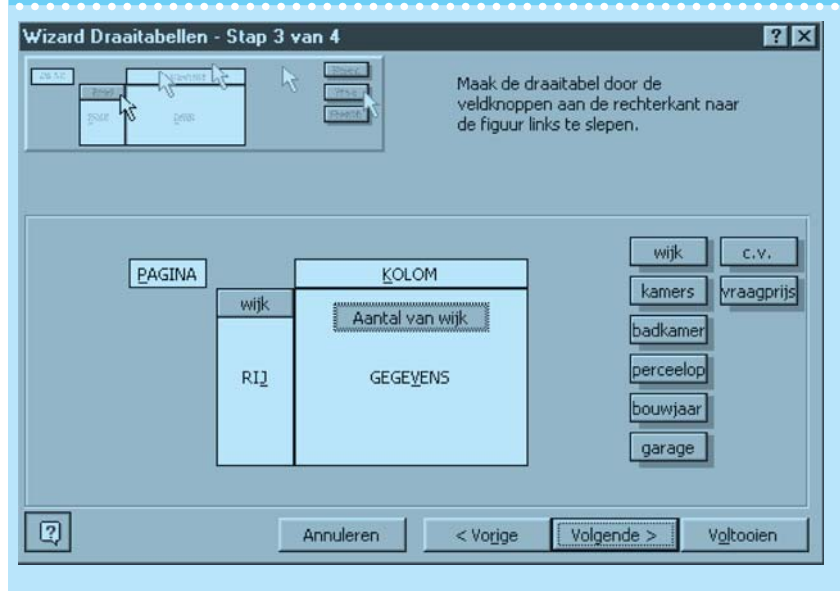 Wizard Draaitabellen - Stap 3 van 4
Maak de draaitabel door de
veldknoppen aan de rechterkant naar
de figuur links te slepen.
PAGINA
KOLOM
wijk
Aantal van wijk
RIJ
GEGEVENS
wijk
c.v.
kamers
vraagprijs
badkamer
perceelop
bouwjaar
garage
Annuleren
< Vorige
Volgende >
Voltooien